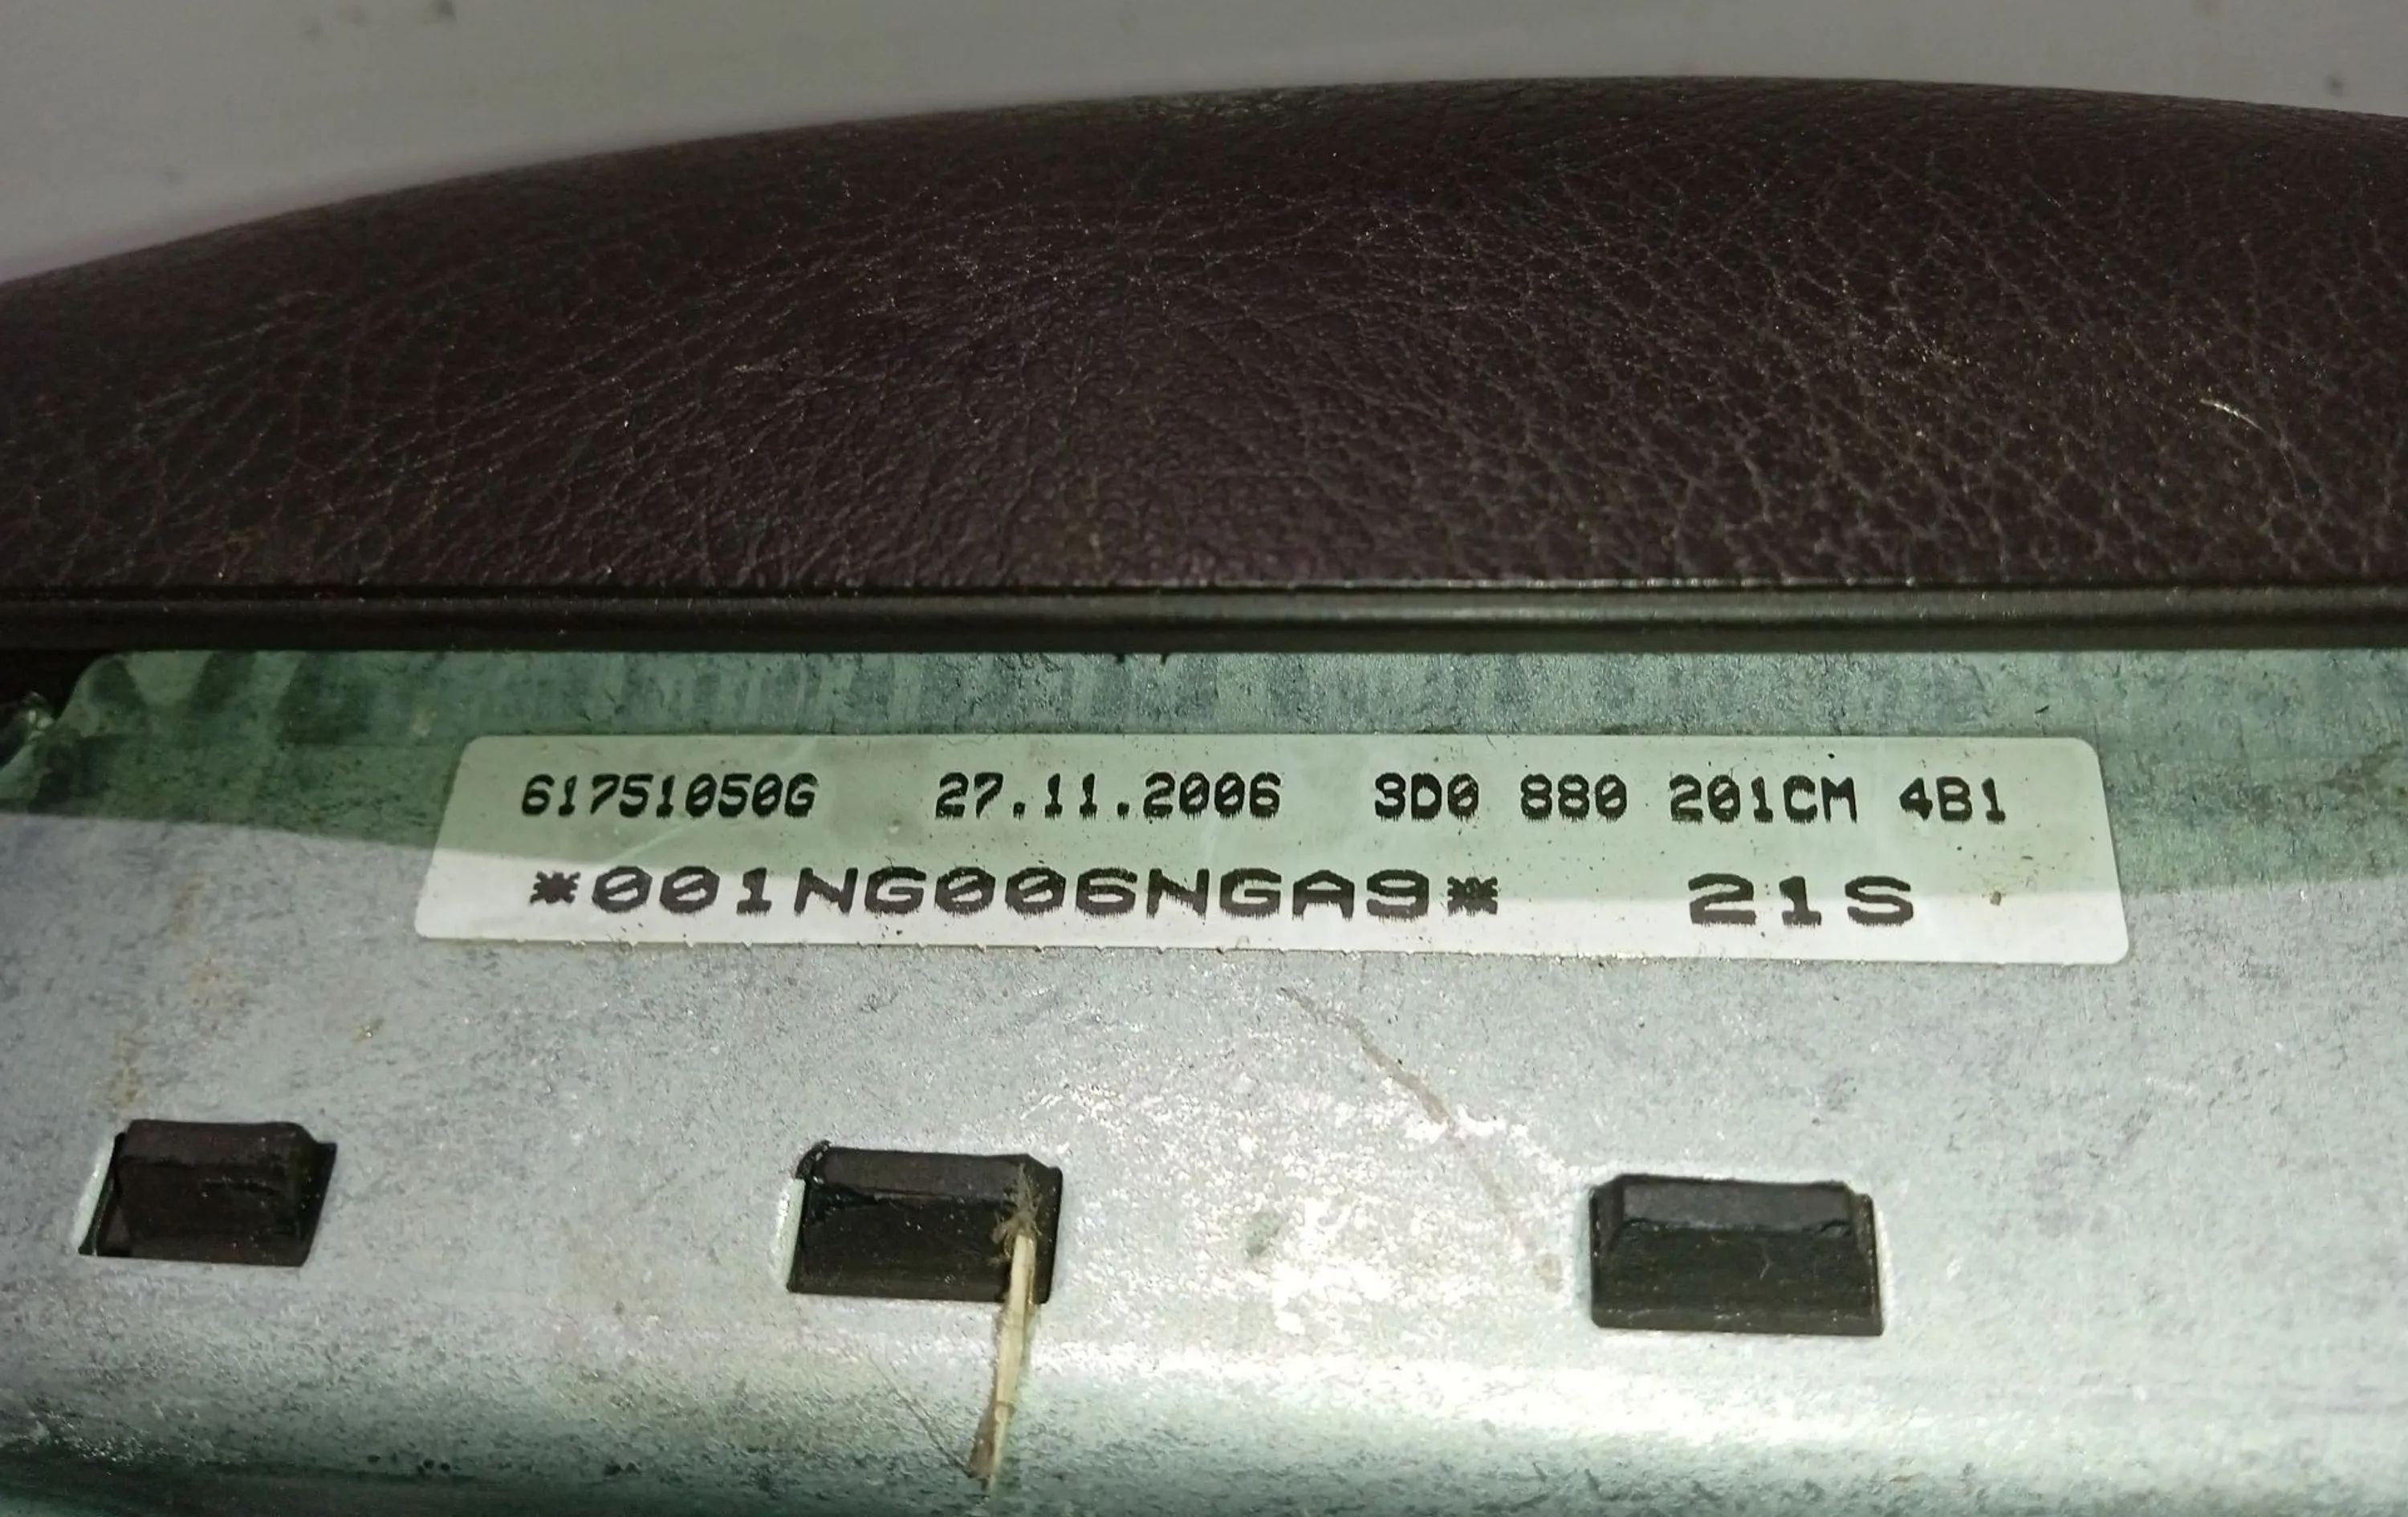 61751050G 27.11.2006 3D0 880 201CM 4B1
*001NG006NGA9* 21S